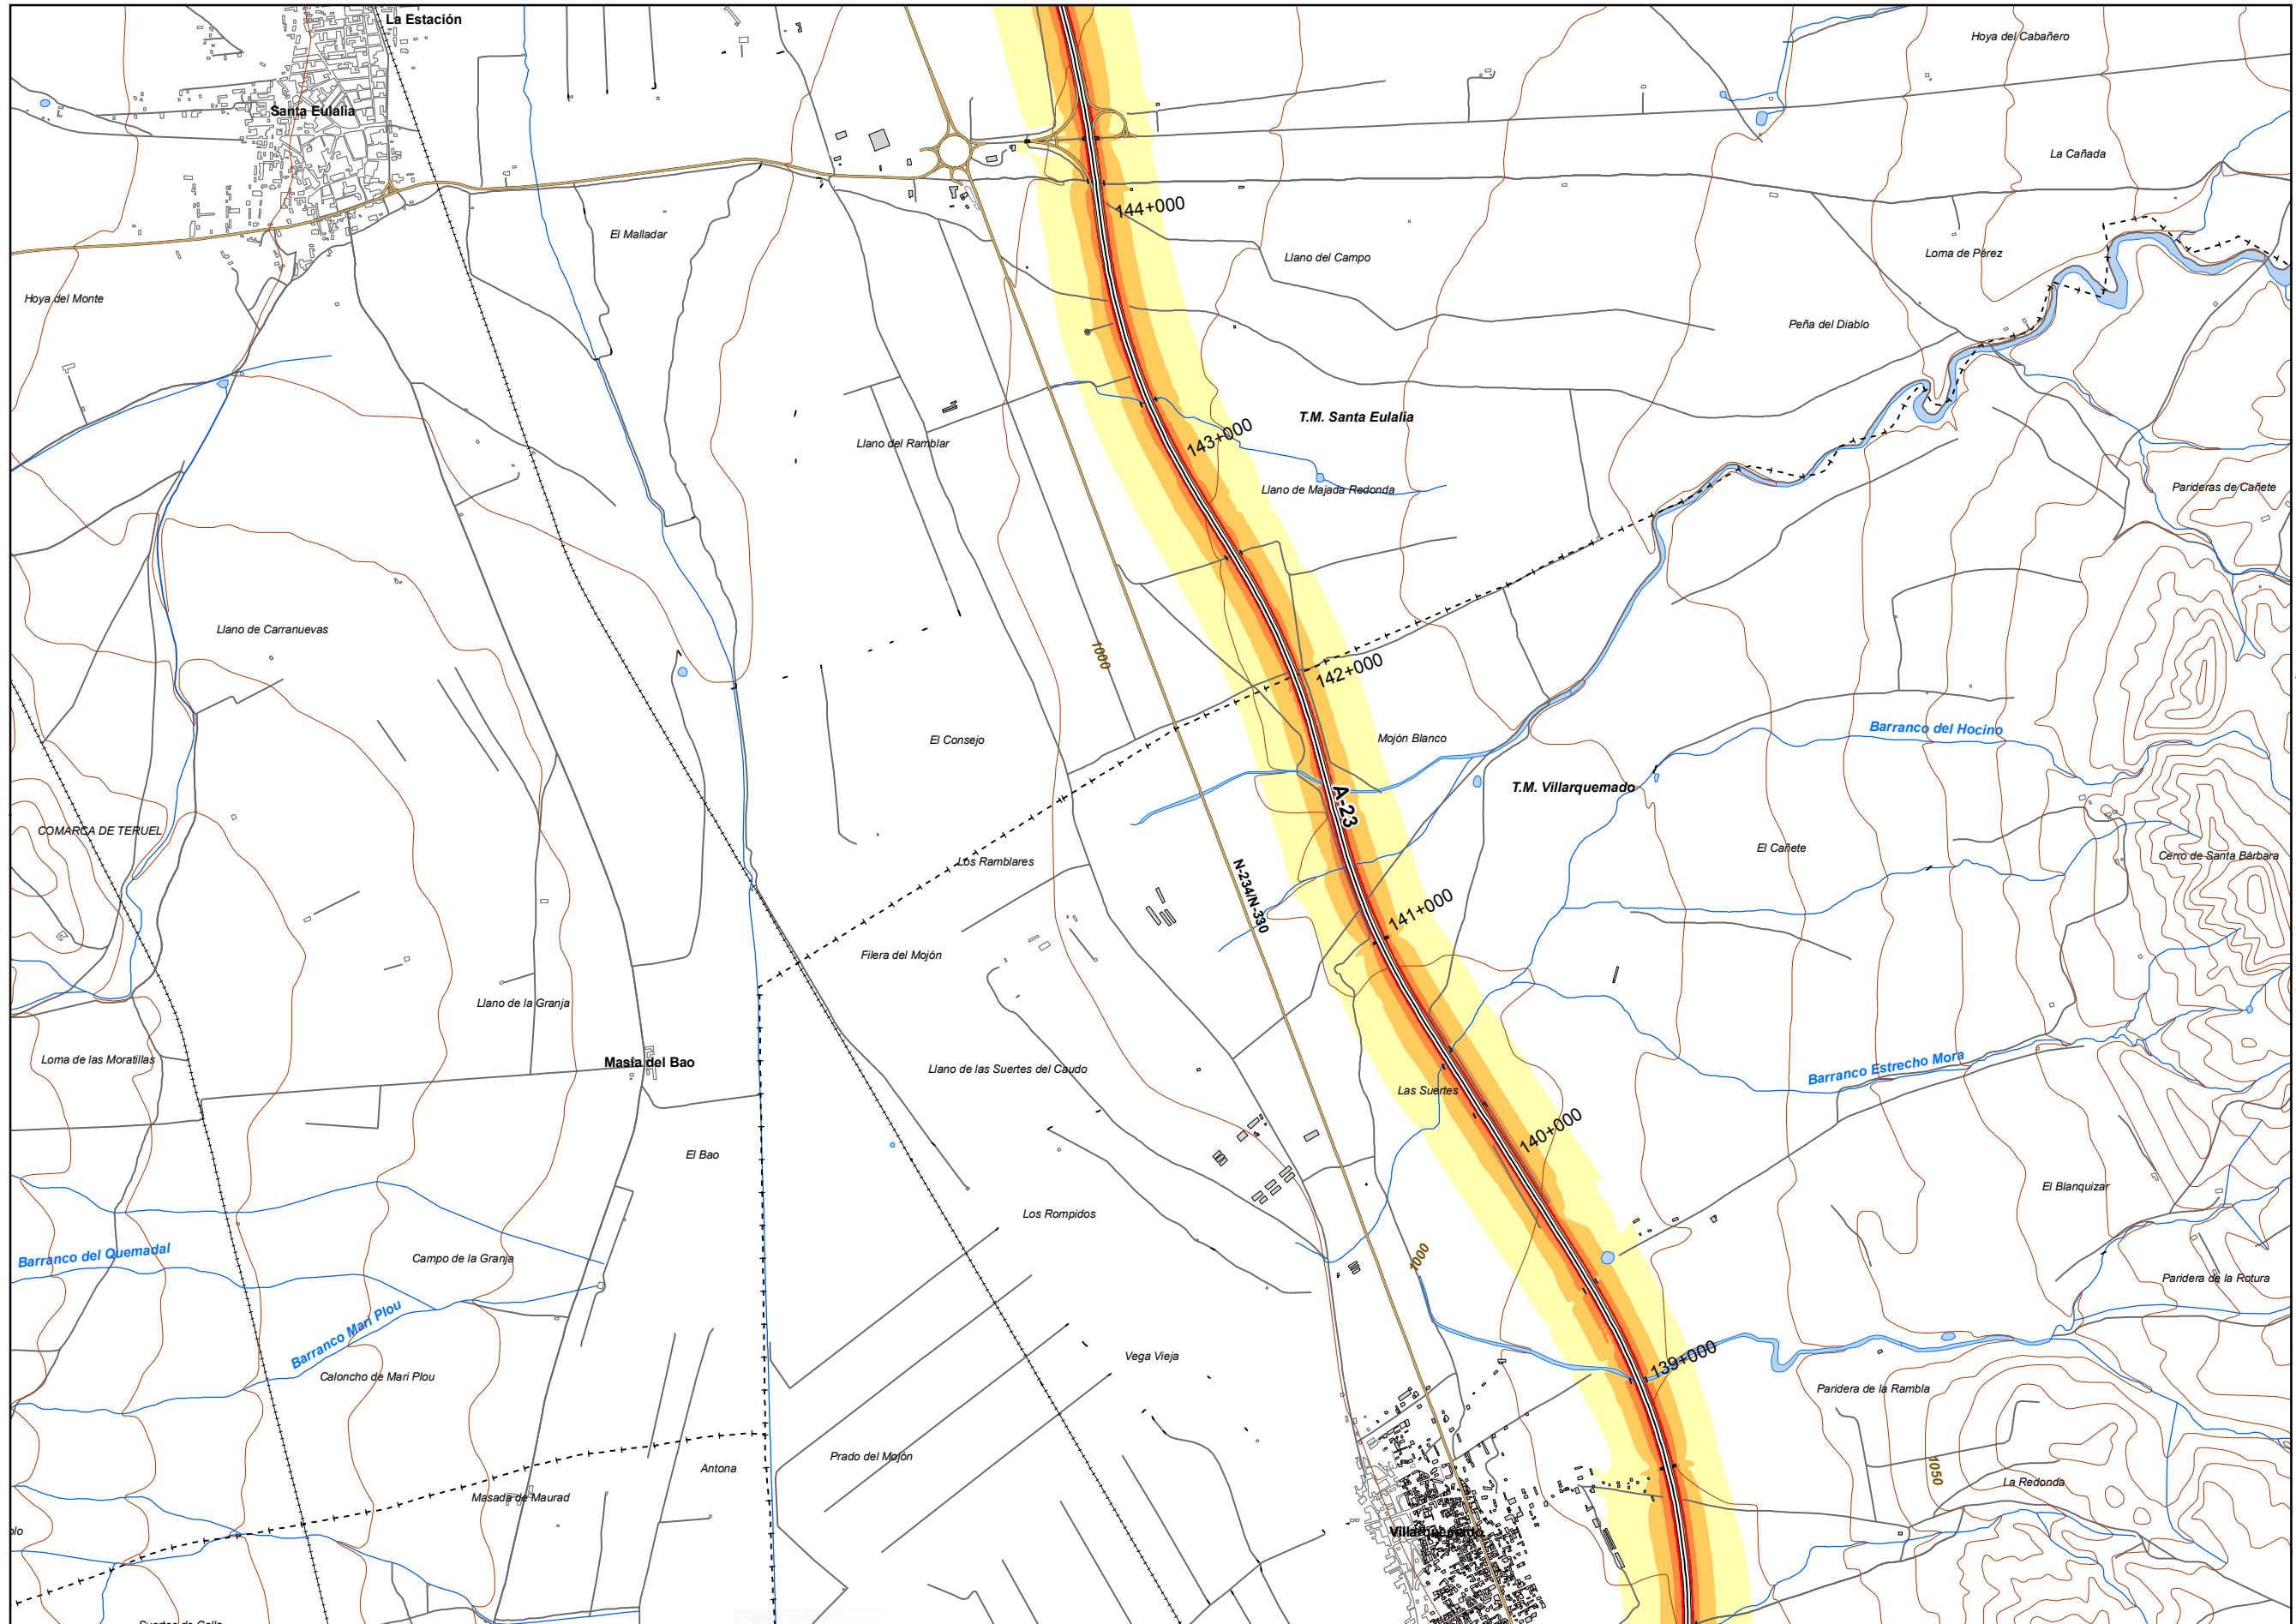 La Estación
Hoya del Cabañero
Santa Eulalia
La Cañada
144+000
El Malladar
Llano del Campo
Loma de Pérez
Hoya del Monte
Peña del Diablo
T.M. Santa Eulalia
143+000
Llano del Ramblar
Llano de Majada Redonda
Parideras de Cañete
Llano de Carranuevas
1000
142+000
Barranco del Hocino
El Consejo
Mojón Blanco
T.M. Villarquemado
A-23
COMARCA DE TERUEL
El Cañete
Cerro de Santa Bárbara
Los Ramblares
N-234/N-330
141+000
Filera del Mojón
Llano de la Granja
Loma de las Moratillas
Masía del Bao
Llano de las Suertes del Caudo
Barranco Estrecho Mora
Las Suertes
140+000
El Bao
El Blanquizar
Los Rompidos
Barranco del Quemadal
Campo de la Granja
1000
Paridera de la Rotura
Barranco Mari Plou
Vega Vieja
139+000
Caloncho de Mari Plou
Paridera de la Rambla
Prado del Mojón
Antona
1050
La Redonda
Masada de Maurad
Villarquemado